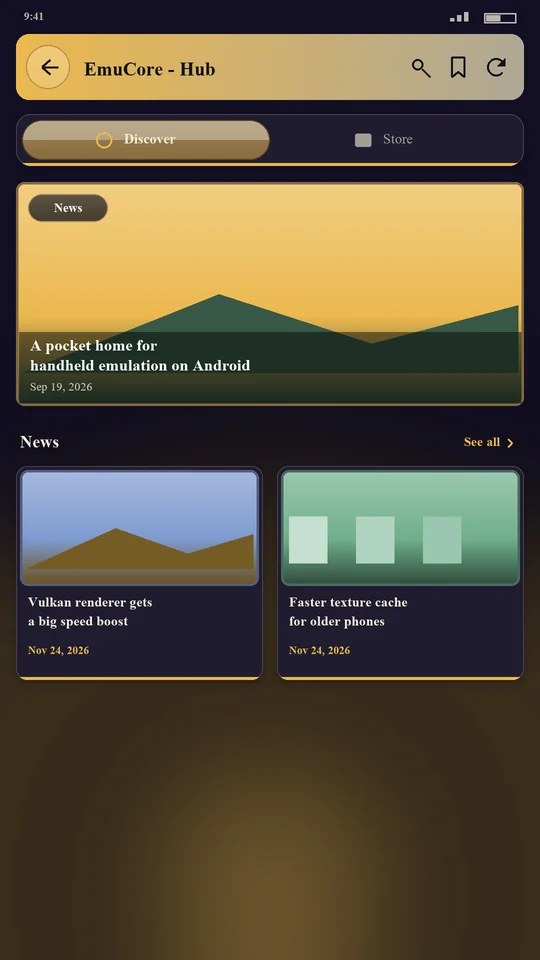 9:41
EmuCore - Hub
Discover
Store
News
A pocket home for
handheld emulation on Android
Sep 19, 2026
News
See all
Vulkan renderer gets
a big speed boost
Nov 24, 2026
Faster texture cache
for older phones
Nov 24, 2026